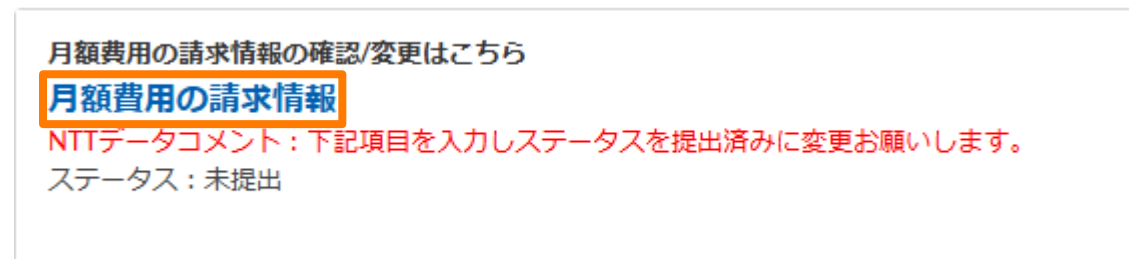 月額費用の請求情報の確認/変更はこちら
月額費用の請求情報
NTTデータコメント：下記項目を入力しステータスを提出済みに変更お願いします。
ステータス：未提出